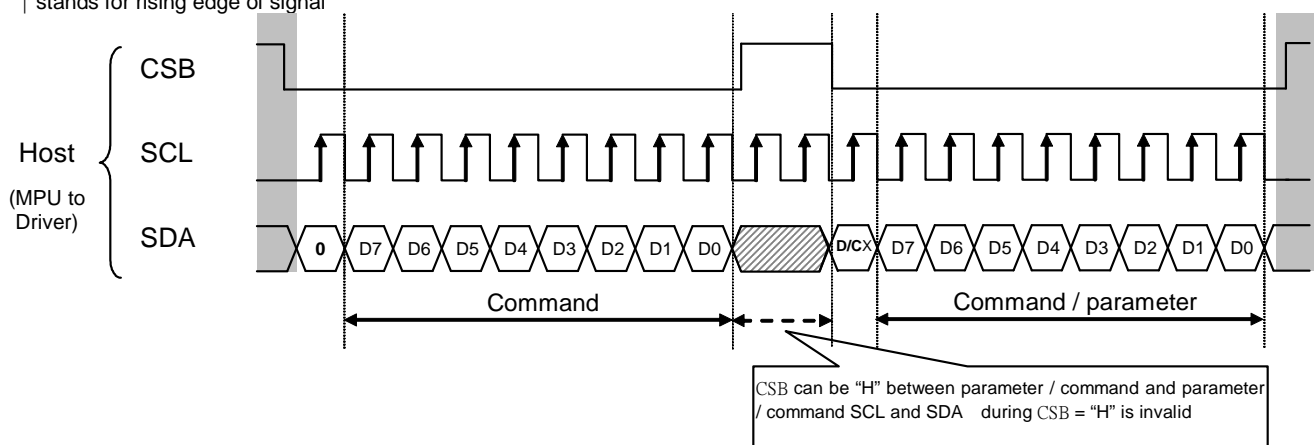 stands for rising edge of signal
CSB
SCL
SDA
Host
(MPU to
Driver)
0 D7 D6 D5 D4 D3 D2 D1 D0 D/CX D7 D6 D5 D4 D3 D2 D1 D0
Command
Command / parameter
CSB can be “H” between parameter / command and parameter
/ command SCL and SDA during CSB = “H” is invalid